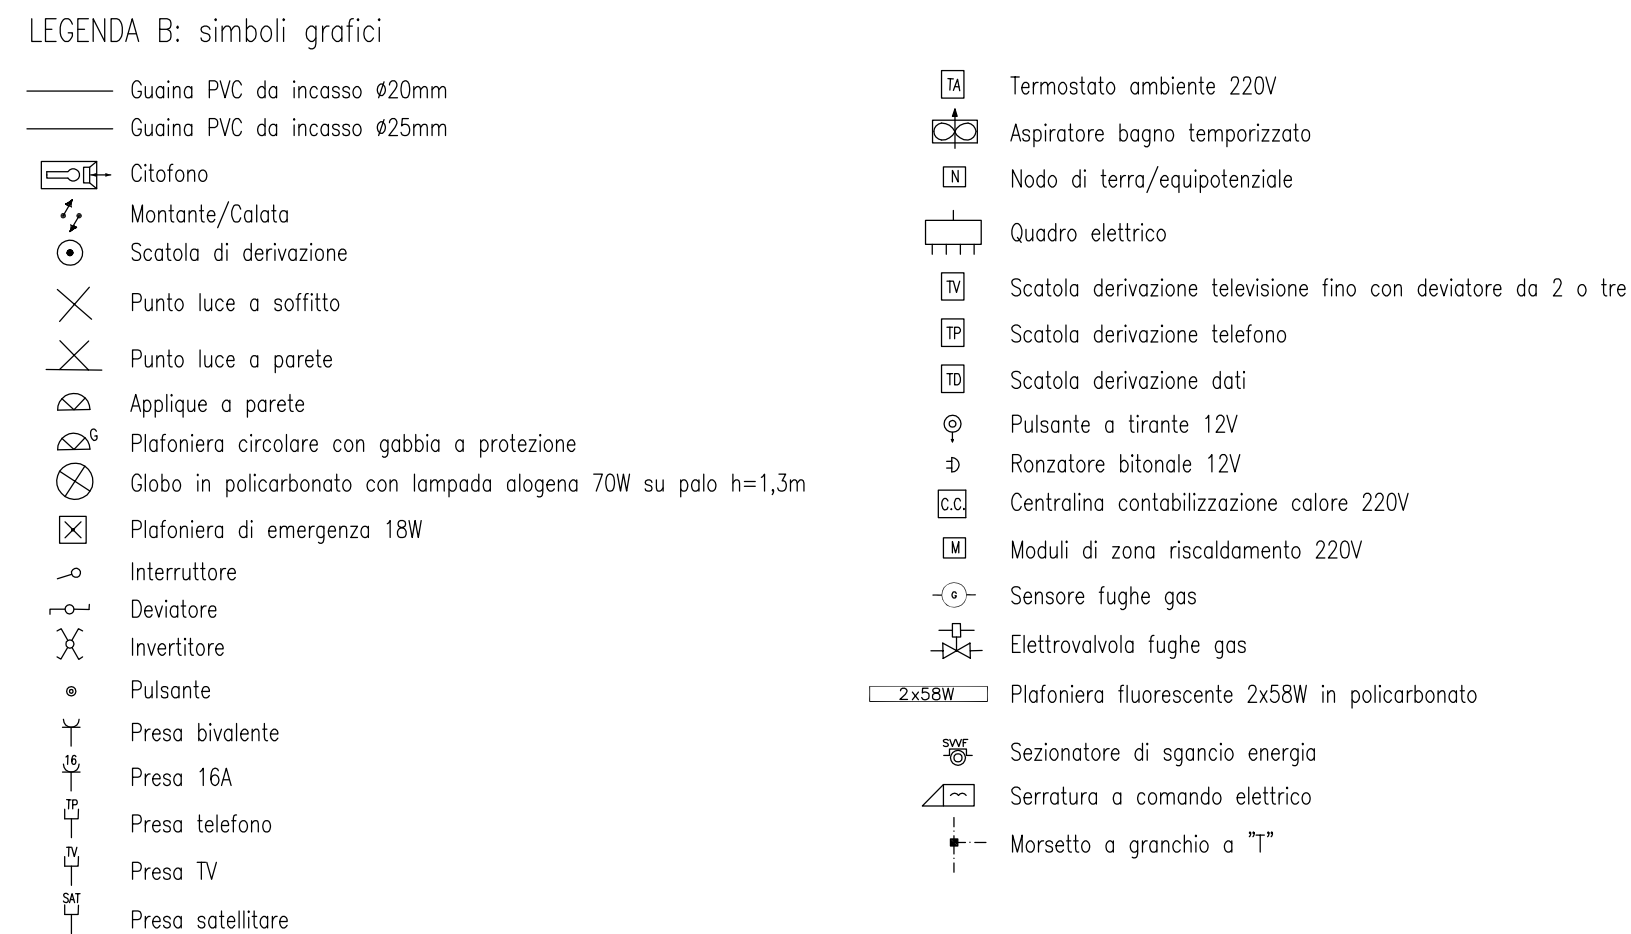 LEGENDA B: simboli grafici
Guaina PVC da incasso ø20mm
Guaina PVC da incasso ø25mm
Citofono
Montante/Calata
Scatola di derivazione
Punto luce a soffitto
Punto luce a parete
Applique a parete
G Plafoniera circolare con gabbia a protezione
Globo in policarbonato con lampada alogena 70W su palo h=1,3m
Plafoniera di emergenza 18W
Interruttore
Deviatore
Invertitore
Pulsante
Presa bivalente
16 Presa 16A
TP Presa telefono
TV Presa TV
SAT Presa satellitare
TA Termostato ambiente 220V
Aspiratore bagno temporizzato
N Nodo di terra/equipotenziale
Quadro elettrico
TV Scatola derivazione televisione fino con deviatore da 2 o tre
TP Scatola derivazione telefono
TD Scatola derivazione dati
Pulsante a tirante 12V
Ronzatore bitonale 12V
C.C. Centralina contabilizzazione calore 220V
M Moduli di zona riscaldamento 220V
G Sensore fughe gas
Elettrovalvola fughe gas
2x58W Plafoniera fluorescente 2x58W in policarbonato
SWF Sezionatore di sgancio energia
Serratura a comando elettrico
Morsetto a granchio a "T"